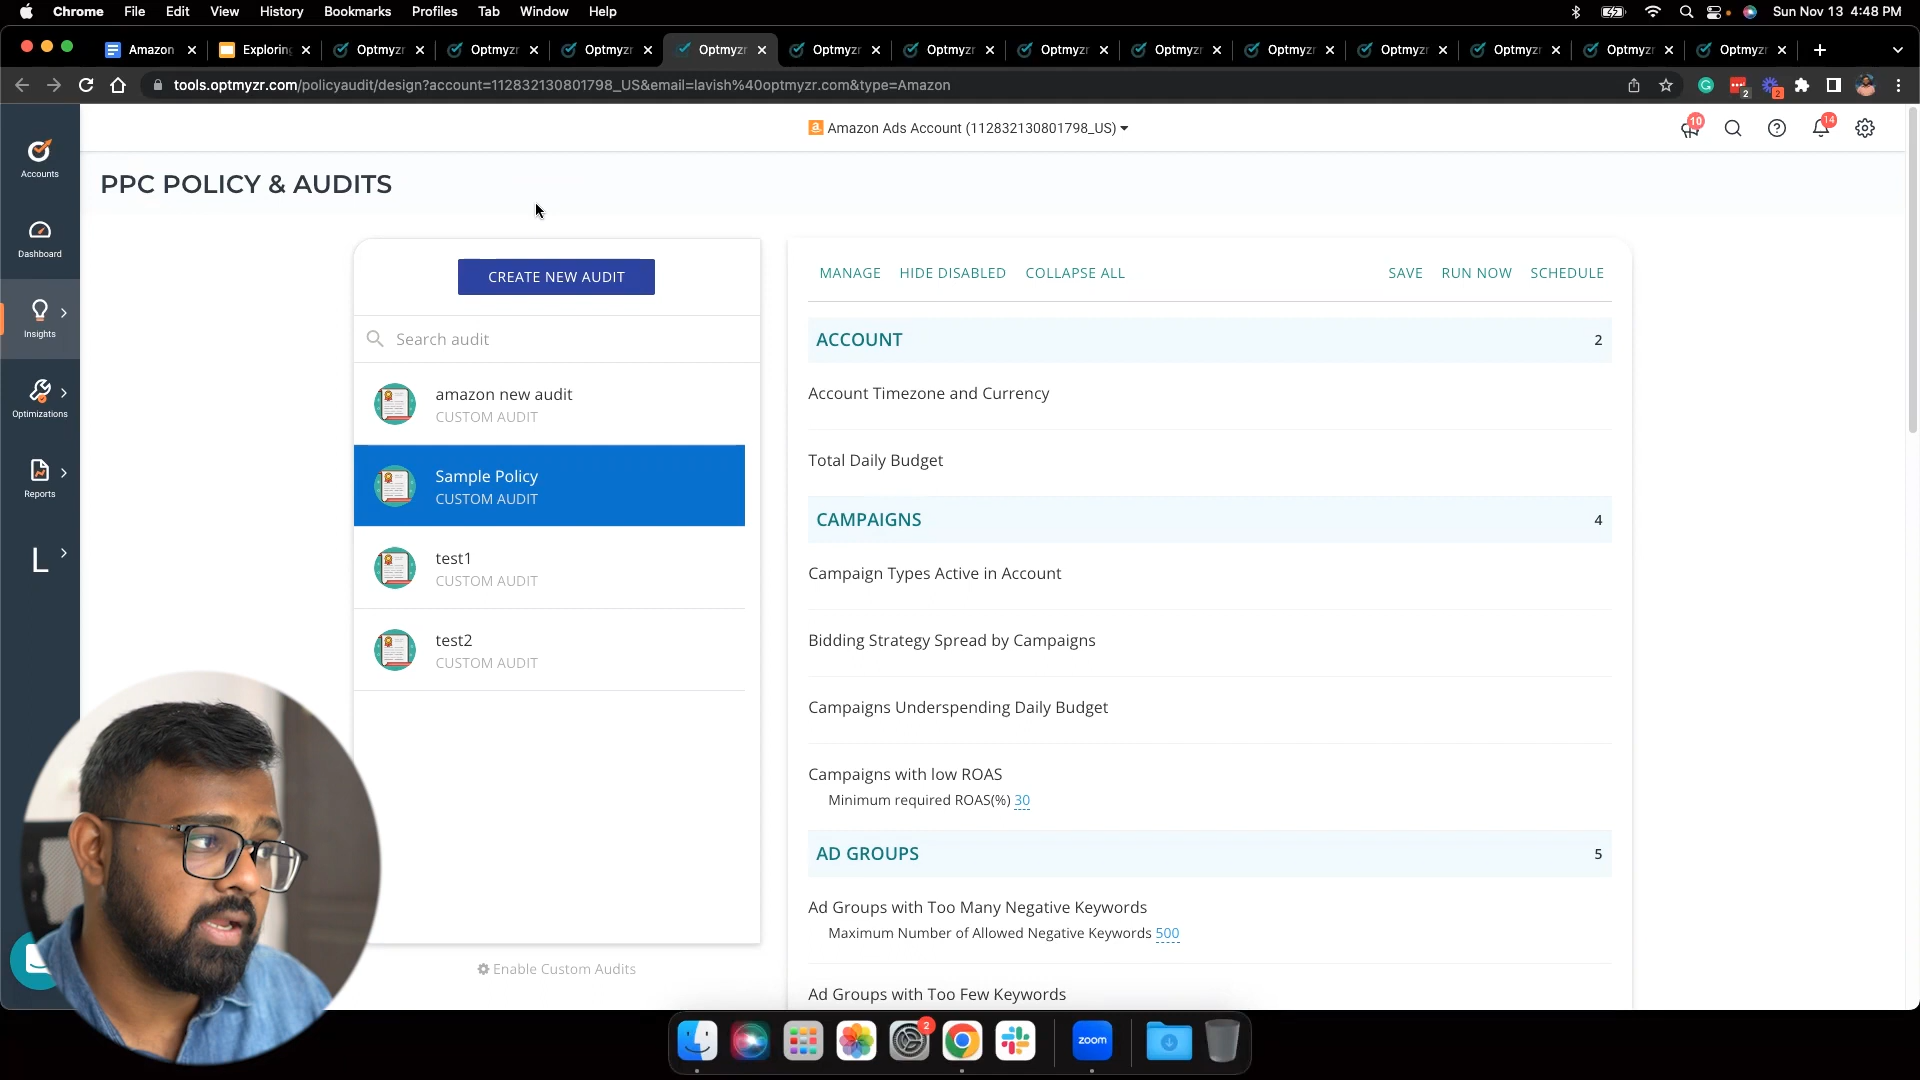 Chrome File Edit View History Bookmarks Profiles Tab Window Help Sun Nov 13 4:48 PM
Amazon Exploring Optmyzr Optmyzr Optmyzr Optmyzr Optmyzr Optmyzr Optmyzr Optmyzr Optmyzr Optmyzr Optmyzr Optmyzr Optmyzr
tools.optmyzr.com/policyaudit/design?account=112832130801798_US&email=lavish%40optmyzr.com&type=Amazon 2 2
Amazon Ads Account (112832130801798_US) 10 14
Accounts
Dashboard
Insights
Optimizations
Reports
L
PPC POLICY & AUDITS
CREATE NEW AUDIT
Search audit
amazon new audit
CUSTOM AUDIT
Sample Policy
CUSTOM AUDIT
test1
CUSTOM AUDIT
test2
CUSTOM AUDIT
Enable Custom Audits
MANAGE HIDE DISABLED COLLAPSE ALL SAVE RUN NOW SCHEDULE
ACCOUNT 2
Account Timezone and Currency
Total Daily Budget
CAMPAIGNS 4
Campaign Types Active in Account
Bidding Strategy Spread by Campaigns
Campaigns Underspending Daily Budget
Campaigns with low ROAS
Minimum required ROAS(%) 30
AD GROUPS 5
Ad Groups with Too Many Negative Keywords
Maximum Number of Allowed Negative Keywords 500
Ad Groups with Too Few Keywords
2
zoom